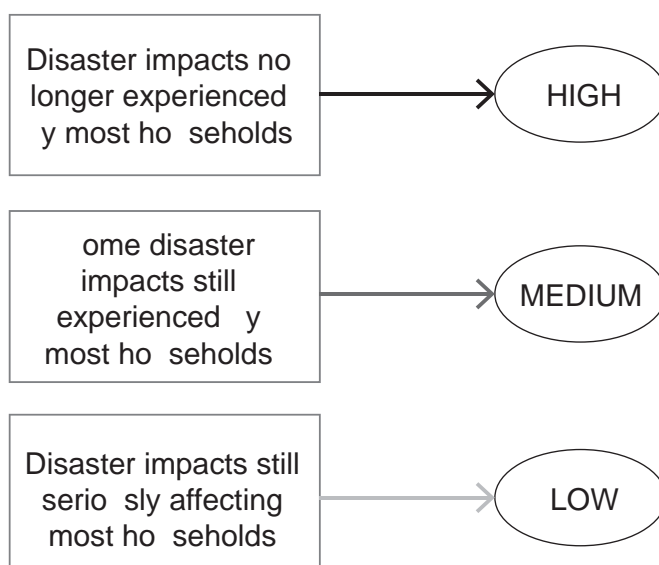 Disaster impacts no
longer experienced
y most ho seholds
HIGH
ome disaster
impacts still
experienced y
most ho seholds
MEDIUM
Disaster impacts still
serio sly affecting
most ho seholds
LOW